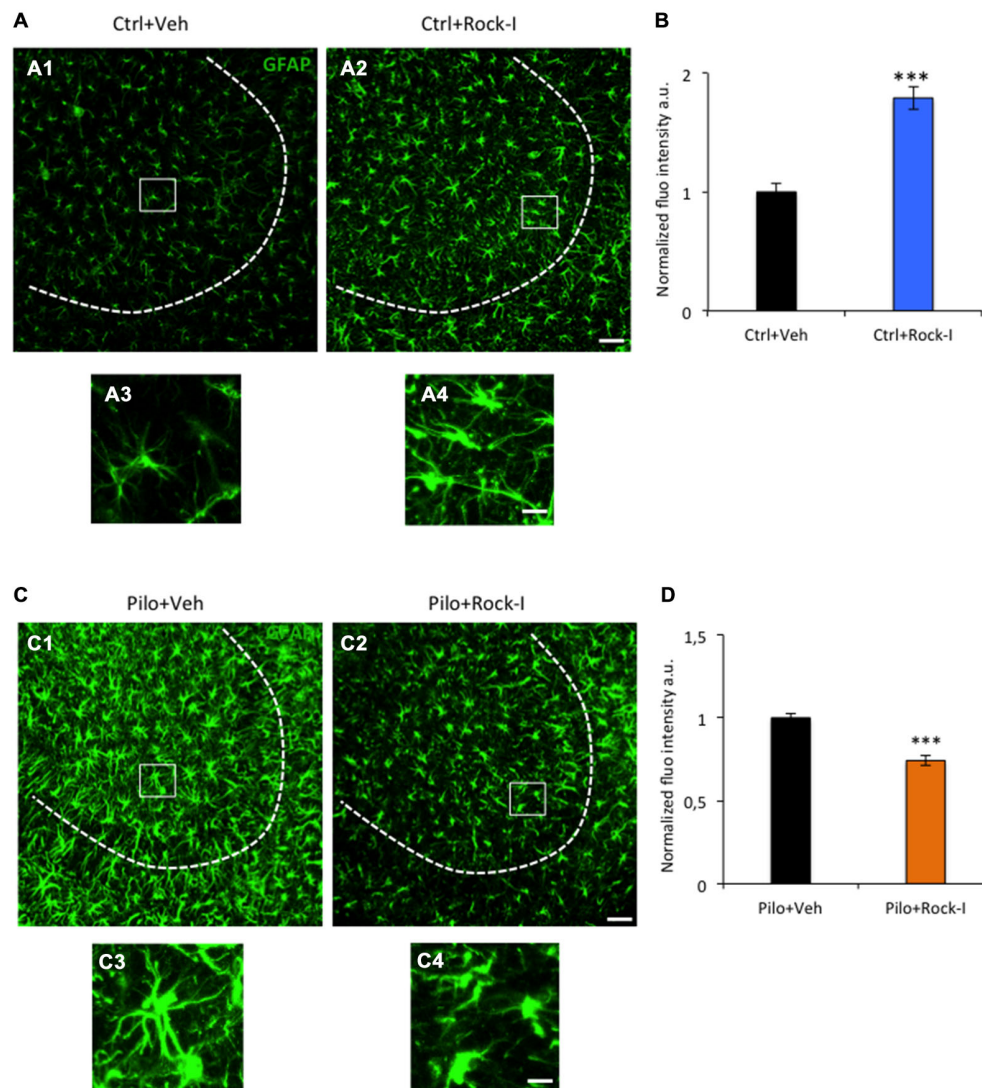 A
Ctrl+Veh
Ctrl+Rock-I
A1
GFAP
A2
A3
A4
B
Normalized fluo intensity a.u.
2
1
0
***
Ctrl+Veh
Ctrl+Rock-I
C
Pilo+Veh
Pilo+Rock-I
C1
C2
C3
C4
D
Normalized fluo intensity a.u.
1,5
1
0,5
0
***
Pilo+Veh
Pilo+Rock-I